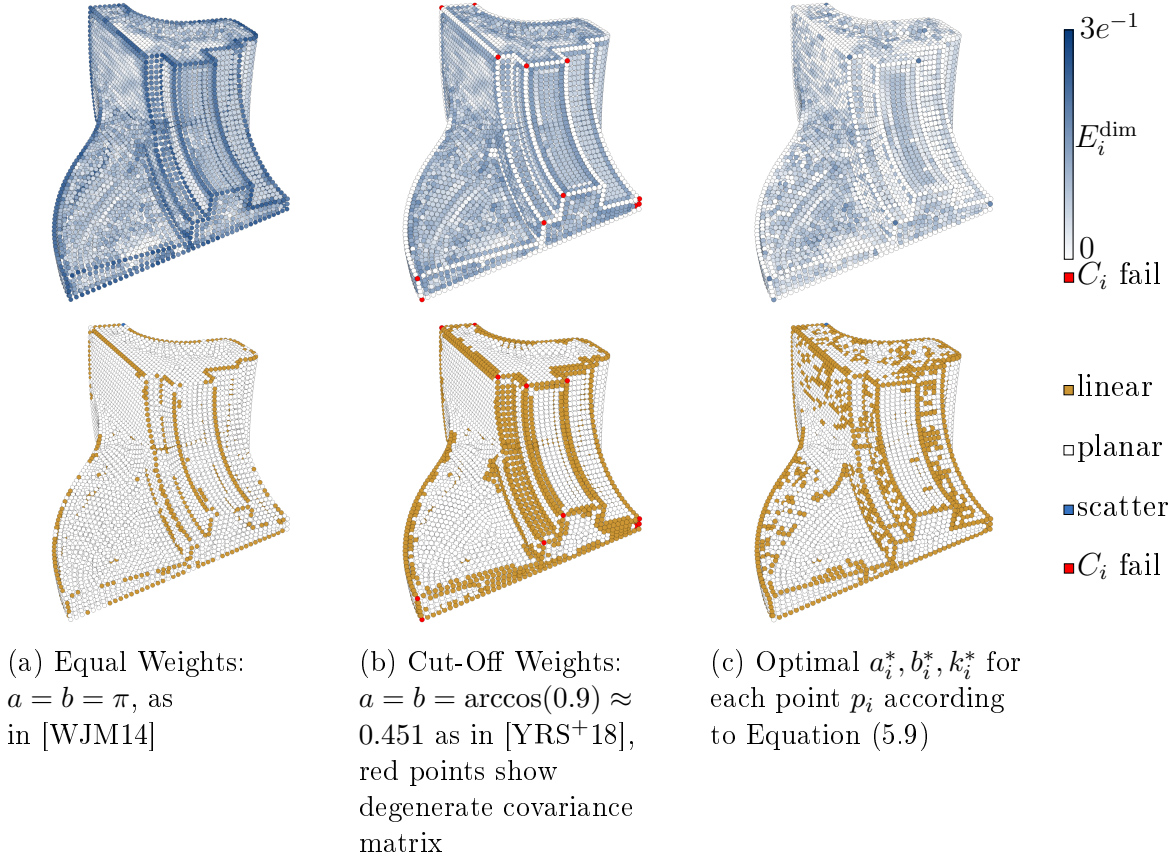 3e⁻¹
E_i^dim
0
C_i fail
linear
planar
scatter
C_i fail
(a) Equal Weights:
a = b = π, as
in [WJM14]
(b) Cut-Off Weights:
a = b = arccos(0.9) ≈
0.451 as in [YRS⁺18],
red points show
degenerate covariance
matrix
(c) Optimal a_i^*, b_i^*, k_i^* for
each point p_i according
to Equation (5.9)